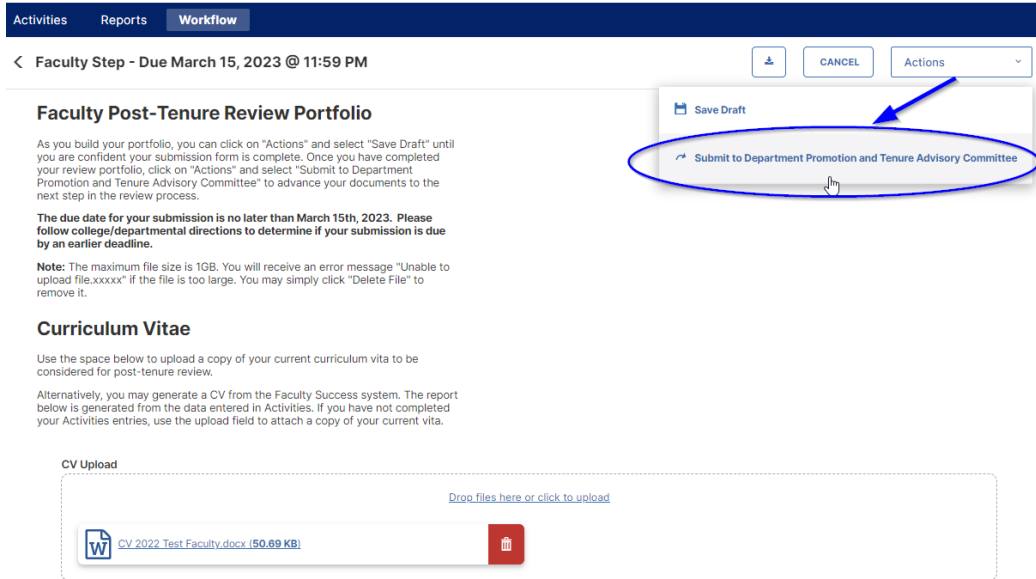 Activities Reports Workflow
Faculty Step - Due March 15, 2023 @ 11:59 PM
CANCEL
Actions
Save Draft
Submit to Department Promotion and Tenure Advisory Committee
Faculty Post-Tenure Review Portfolio
As you build your portfolio, you can click on "Actions" and select "Save Draft" until
you are confident your submission form is complete. Once you have completed
your review portfolio, click on "Actions" and select "Submit to Department
Promotion and Tenure Advisory Committee" to advance your documents to the
next step in the review process.
The due date for your submission is no later than March 15th, 2023. Please
follow college/departmental directions to determine if your submission is due
by an earlier deadline.
Note: The maximum file size is 1GB. You will receive an error message "Unable to
upload file.xxxxx" if the file is too large. You may simply click "Delete File" to
remove it.
Curriculum Vitae
Use the space below to upload a copy of your current curriculum vita to be
considered for post-tenure review.
Alternatively, you may generate a CV from the Faculty Success system. The report
below is generated from the data entered in Activities. If you have not completed
your Activities entries, use the upload field to attach a copy of your current vita.
CV Upload
Drop files here or click to upload
W
CV 2022 Test Faculty.docx (50.69 KB)